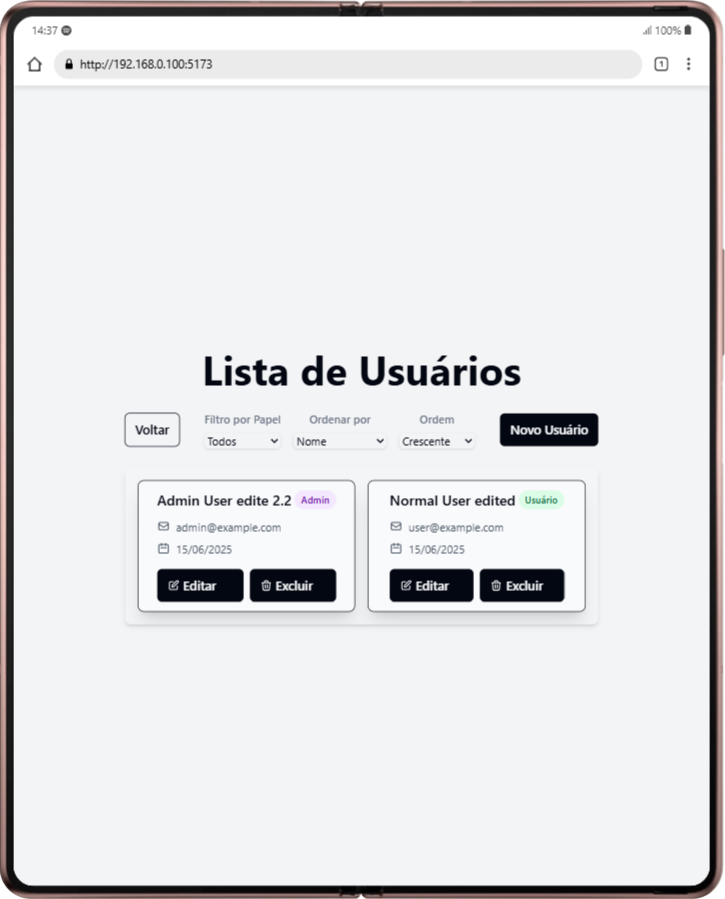 14:37
100%
http://192.168.0.100:5173
1
Lista de Usuários
Voltar
Filtro por Papel
Todos
Ordenar por
Nome
Ordem
Crescente
Novo Usuário
Admin User edite 2.2 Admin
admin@example.com
15/06/2025
Editar Excluir
Normal User edited Usuário
user@example.com
15/06/2025
Editar Excluir